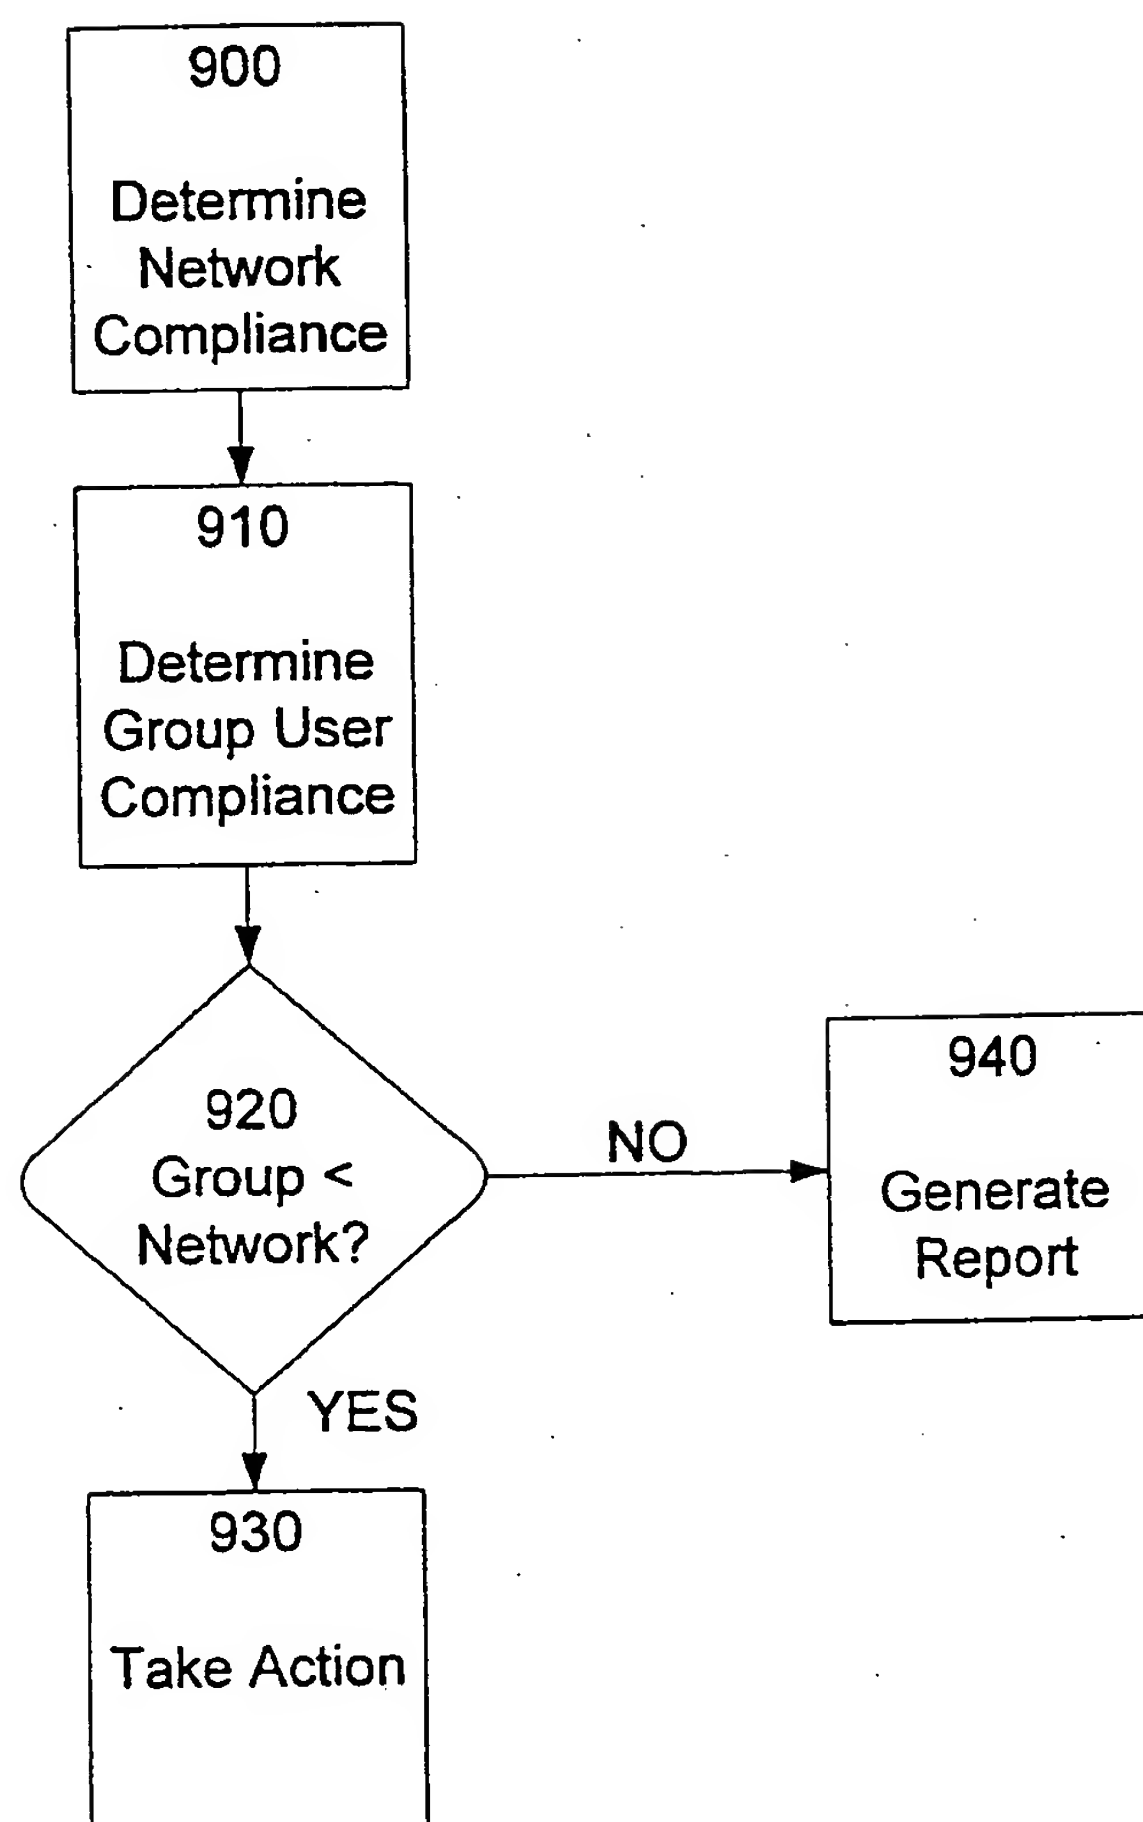 900
Determine
Network
Compliance
910
Determine
Group User
Compliance
920
Group <
Network?
NO
940
Generate
Report
YES
930
Take Action